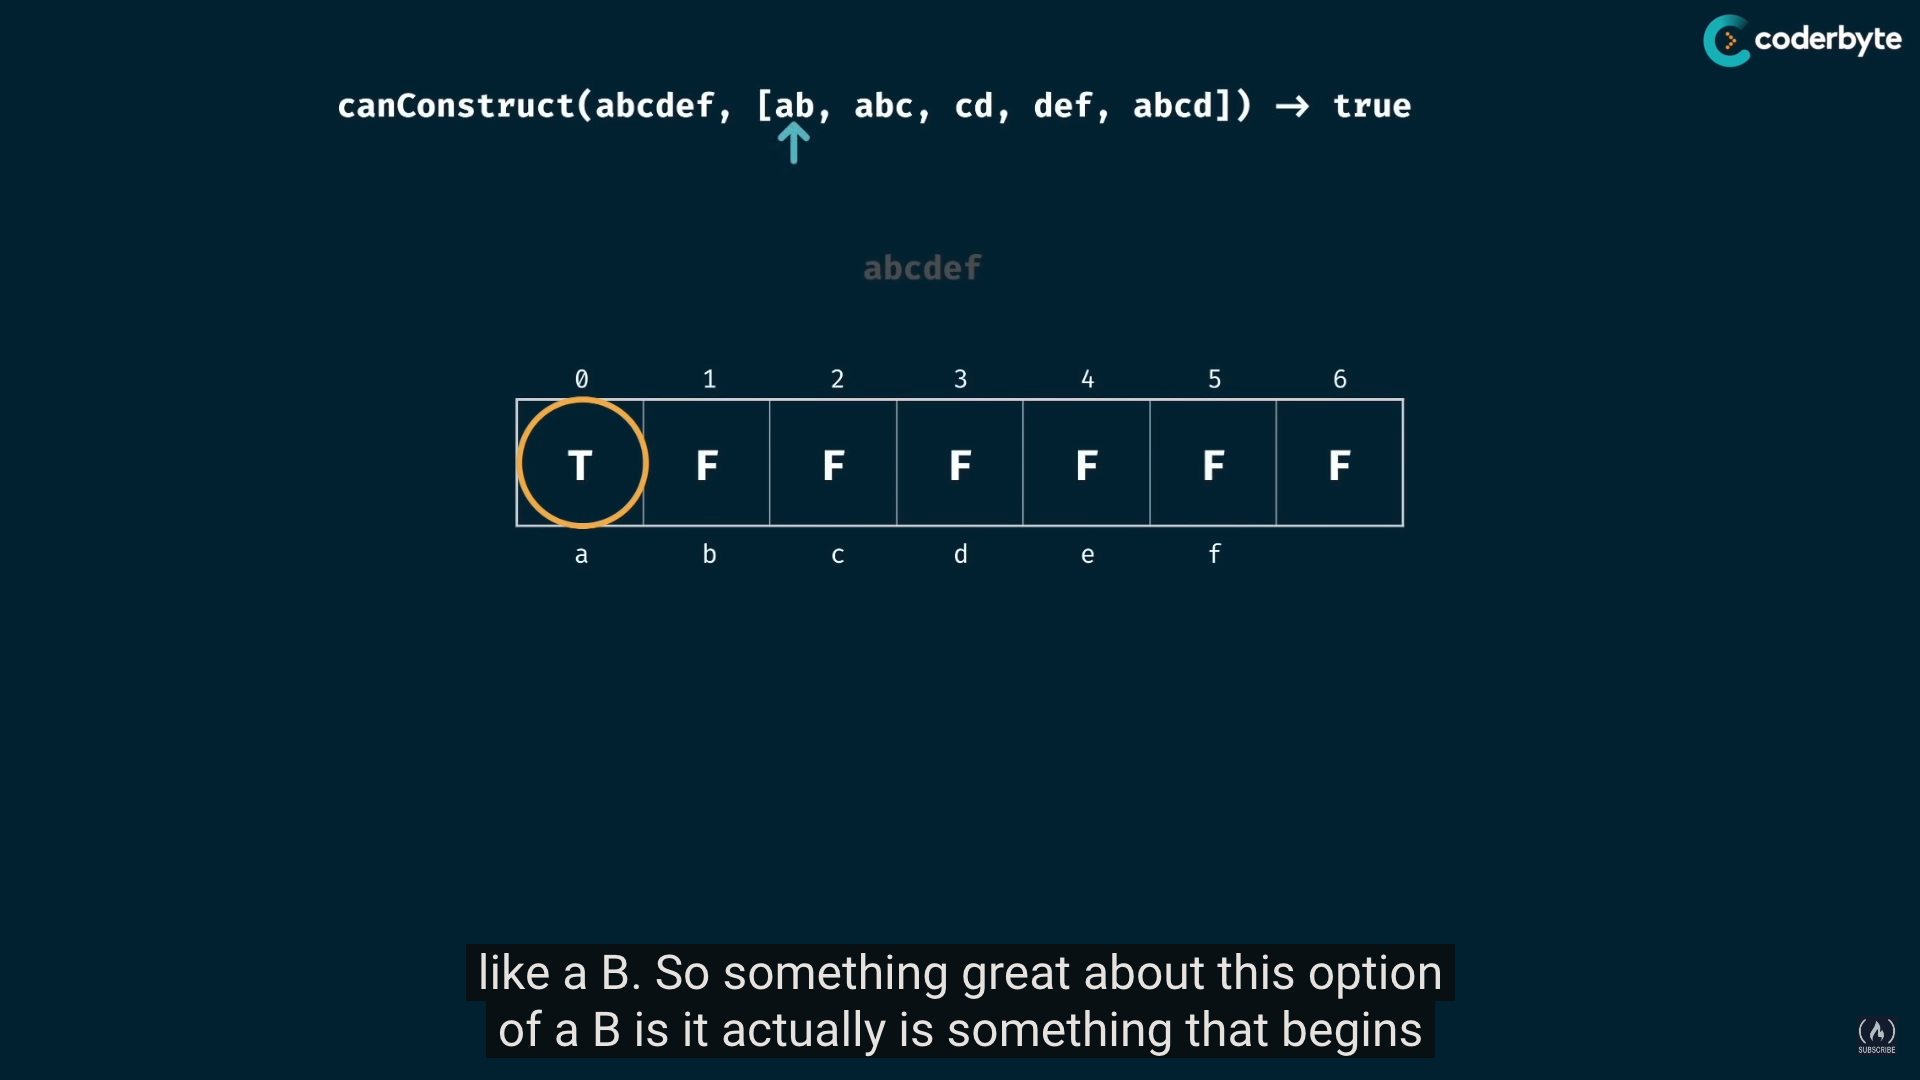 coderbyte
canConstruct(abcdef, [ab, abc, cd, def, abcd]) → true
abcdef
0 1 2 3 4 5 6
T F F F F F F
a b c d e f
like a B. So something great about this option
of a B is it actually is something that begins
SUBSCRIBE